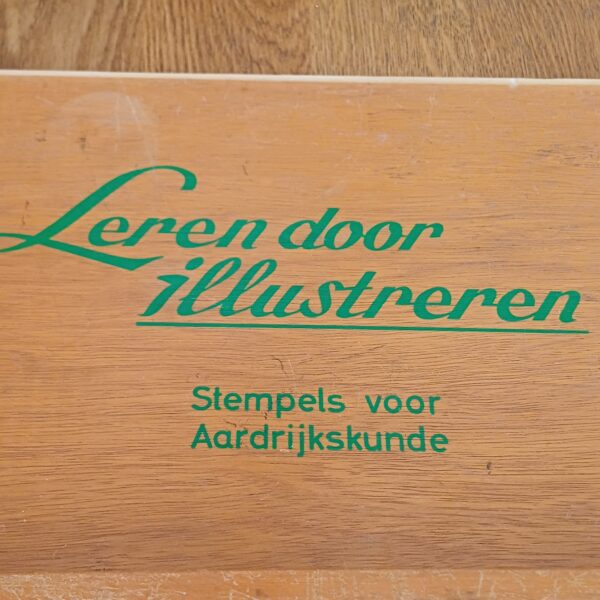 Leren door
illustreren
Stempels voor
Aardrijkskunde